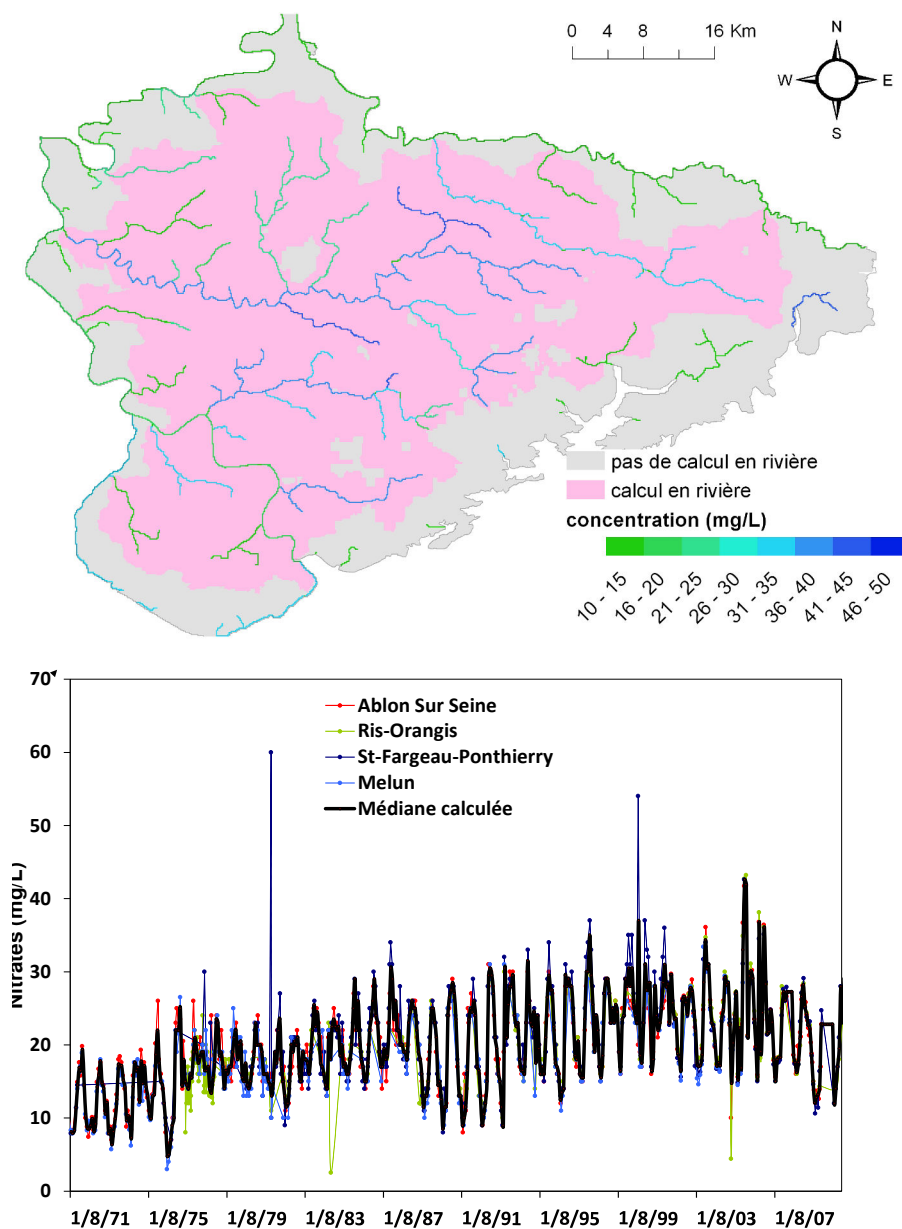 0 4 8 16 Km
N
W E
S
pas de calcul en rivière
calcul en rivière
concentration (mg/L)
10 - 15
16 - 20
21 - 25
26 - 30
31 - 35
36 - 40
41 - 45
46 - 50
70
60
50
40
30
20
10
0
Nitrates (mg/L)
Ablon Sur Seine
Ris-Orangis
St-Fargeau-Ponthierry
Melun
Médiane calculée
1/8/71 1/8/75 1/8/79 1/8/83 1/8/87 1/8/91 1/8/95 1/8/99 1/8/03 1/8/07